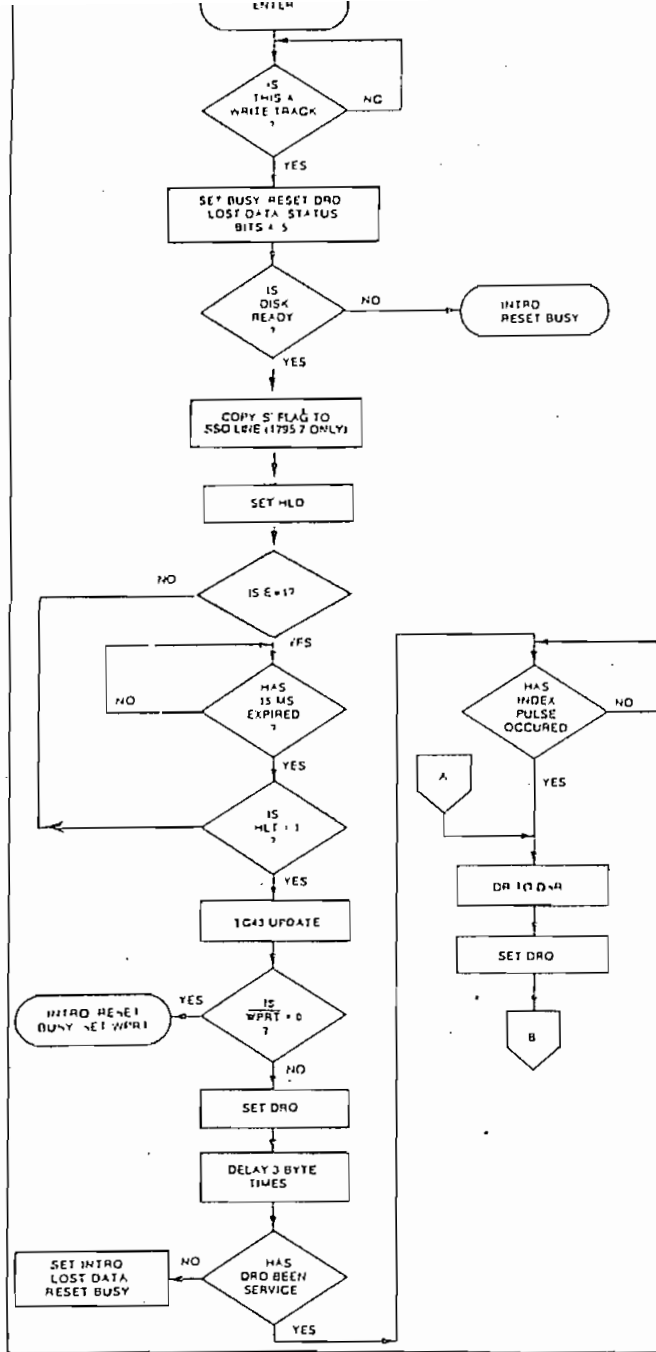 ENTER
IS
THIS A
WRITE TRACK
?
NO
YES
SET BUSY RESET DRQ
LOST DATA STATUS
BITS 4 5
IS
DISK
READY
?
NO
INTRQ
RESET BUSY
YES
COPY 'S' FLAG TO
SSO LINE (1795 7 ONLY)
SET HLD
NO
IS E = 1?
YES
HAS
15 MS
EXPIRED
?
NO
YES
IS
HLT = 1
?
YES
TG43 UPDATE
INTRQ RESET
BUSY SET WPRT
YES
IS
WPRT = 0
?
NO
SET DRQ
DELAY 3 BYTE
TIMES
SET INTRQ
LOST DATA
RESET BUSY
NO
HAS
DRQ BEEN
SERVICE
YES
HAS
INDEX
PULSE
OCCURED
NO
YES
A
DR TO DSR
SET DRQ
B